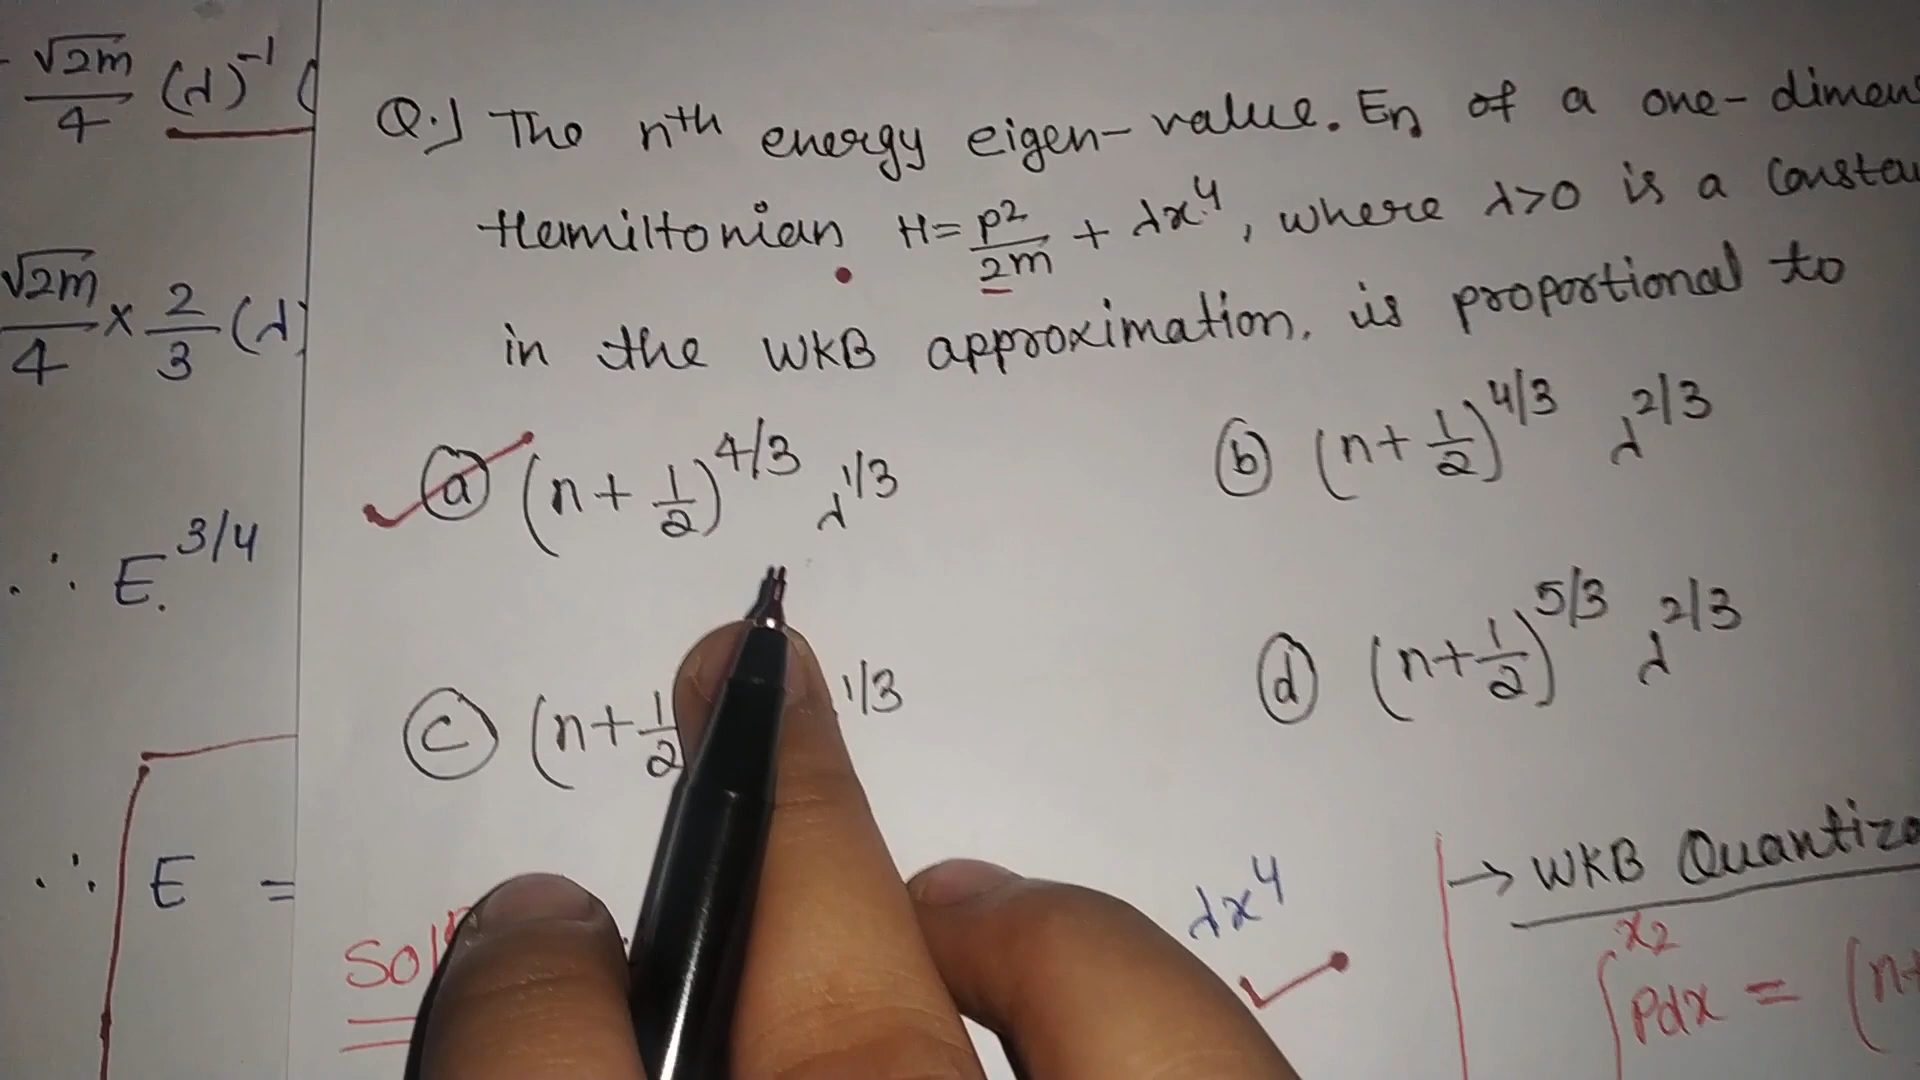 √2m/4 (λ)^-1 (
√2m/4 × 2/3 (λ)
∴ E^3/4
∴ E =
Q.) The nth energy eigen-value. En of a one-dimens
Hamiltonian H = p²/2m + λx⁴, where λ>0 is a consta
in the WKB approximation, is proportional to
(a) (n + 1/2)^4/3 λ^1/3
(b) (n + 1/2)^4/3 λ^2/3
(c) (n + 1/2 1/3
(d) (n + 1/2)^5/3 λ^2/3
λx⁴
→ WKB Quantiza
∫^x2 Pdx = (n+